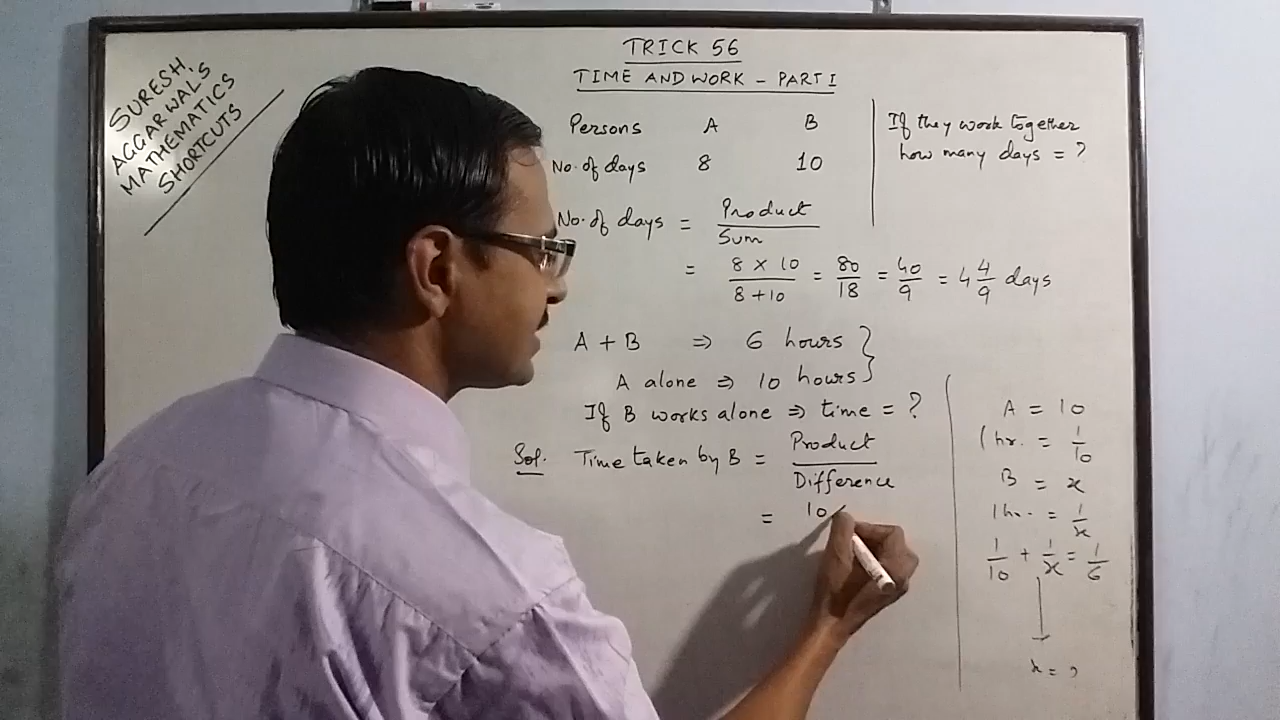 SURESH
AGGARWAL'S
MATHEMATICS
SHORTCUTS
TRICK 56
TIME AND WORK - PART I
Persons A B
No. of days 8 10
If they work together
how many days = ?
No. of days = Product / Sum
= 8 × 10 / 8 + 10 = 80/18 = 40/9 = 4 4/9 days
A + B ⇒ 6 hours }
A alone ⇒ 10 hours
If B works alone ⇒ time = ?
Sol. Time taken by B = Product / Difference
= 10
A = 10
1 hr. = 1/10
B = x
1 hr. = 1/x
1/10 + 1/x = 1/6
x = ?